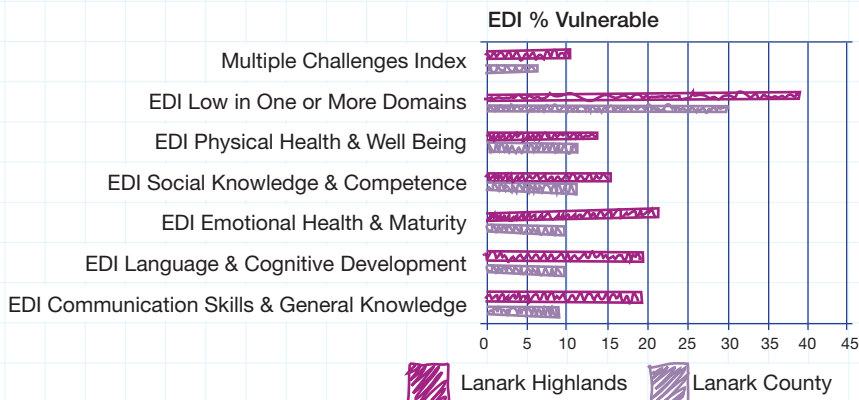 EDI % Vulnerable
Multiple Challenges Index
EDI Low in One or More Domains
EDI Physical Health & Well Being
EDI Social Knowledge & Competence
EDI Emotional Health & Maturity
EDI Language & Cognitive Development
EDI Communication Skills & General Knowledge
0 5 10 15 20 25 30 35 40 45
Lanark Highlands Lanark County